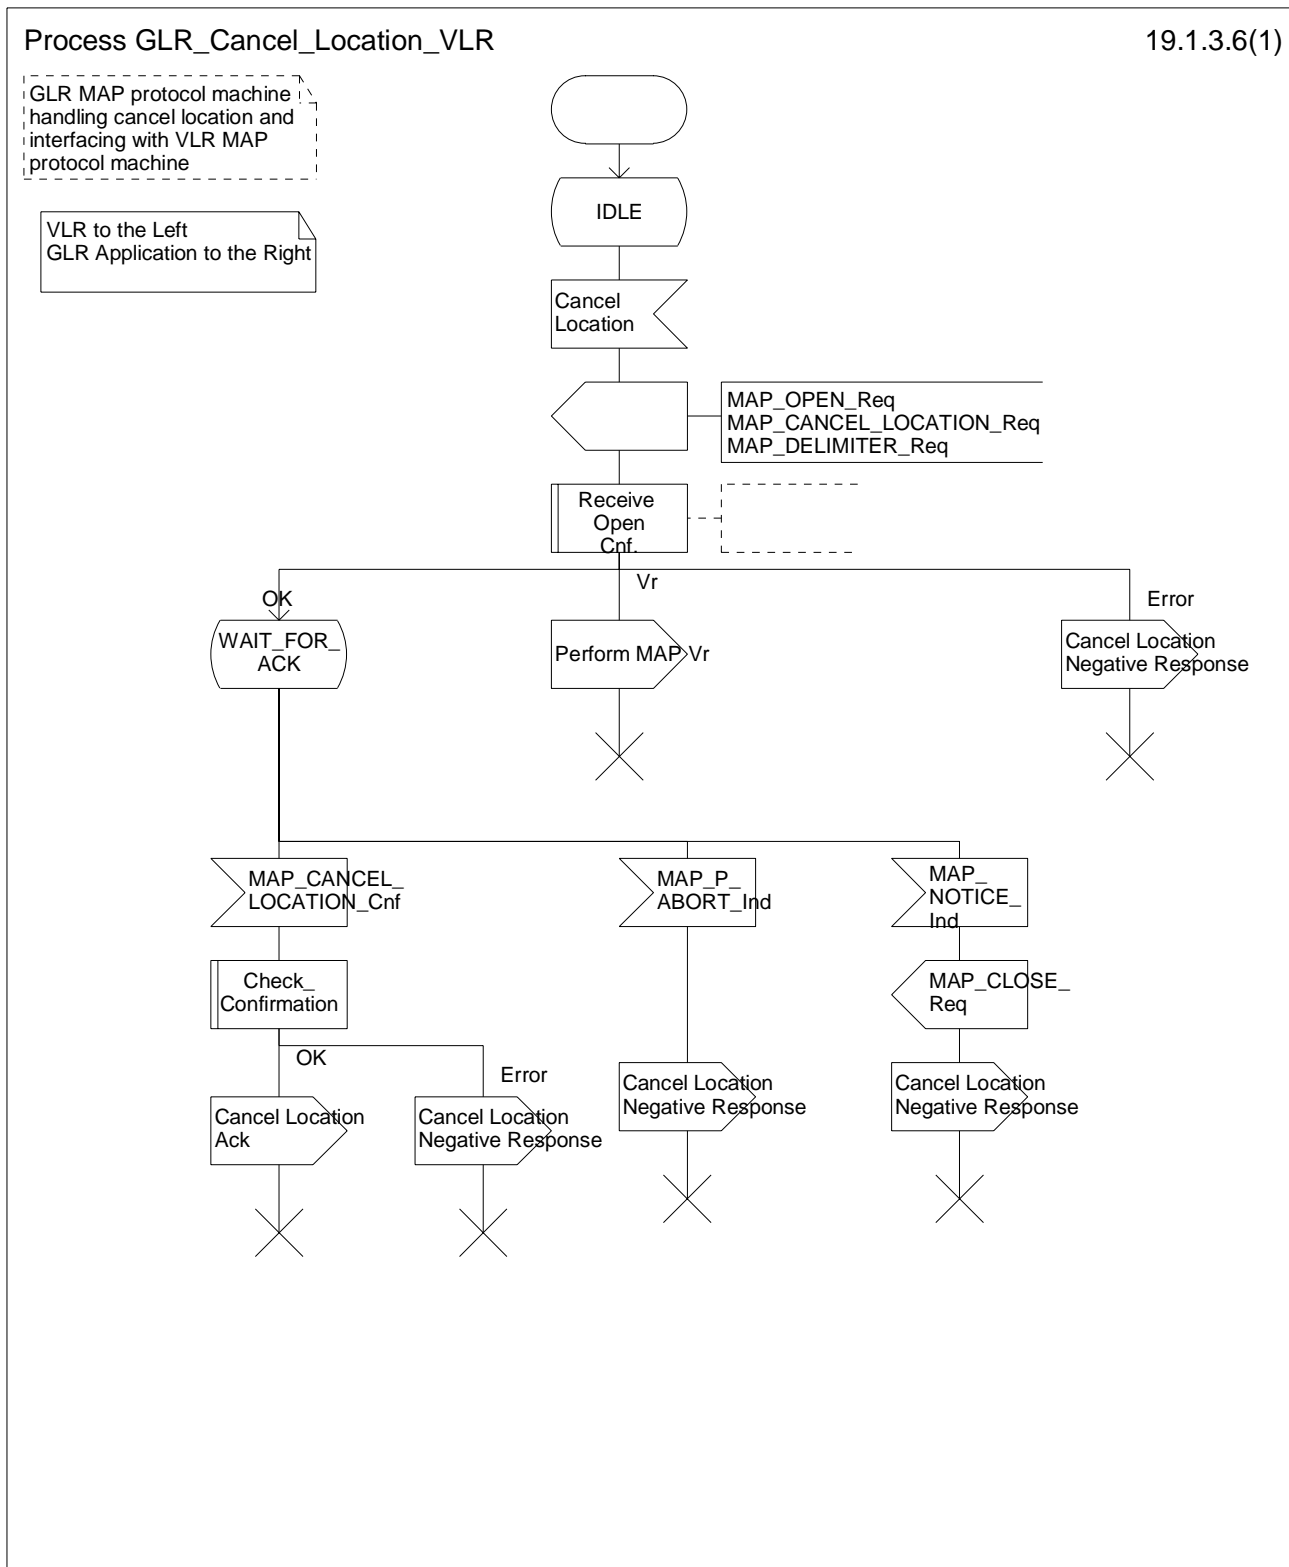 Process GLR_Cancel_Location_VLR
19.1.3.6(1)
GLR MAP protocol machine
handling cancel location and
interfacing with VLR MAP
protocol machine
VLR to the Left
GLR Application to the Right
IDLE
Cancel
Location
MAP_OPEN_Req
MAP_CANCEL_LOCATION_Req
MAP_DELIMITER_Req
Receive
Open
Cnf.
OK
Vr
Error
WAIT_FOR_
ACK
Perform MAP Vr
Cancel Location
Negative Response
MAP_CANCEL_
LOCATION_Cnf
MAP_P_
ABORT_Ind
MAP_
NOTICE_
Ind
Check_
Confirmation
MAP_CLOSE_
Req
OK
Error
Cancel Location
Ack
Cancel Location
Negative Response
Cancel Location
Negative Response
Cancel Location
Negative Response